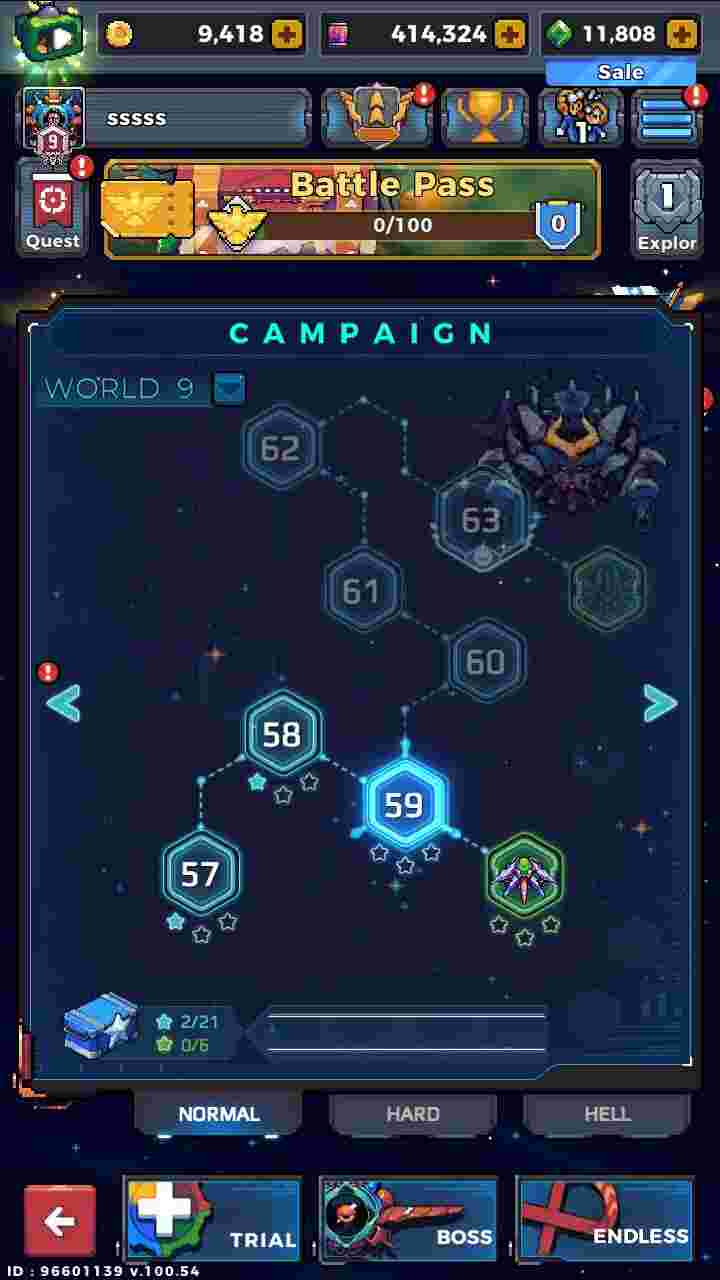 9,418
414,324
11,808
Sale
sssss
1
9
Battle Pass
0/100
0
Quest
1
Explor
CAMPAIGN
WORLD 9
62
63
61
60
58
59
57
2/21
0/6
NORMAL
HARD
HELL
TRIAL
BOSS
ENDLESS
ID : 96601139 v.100.54